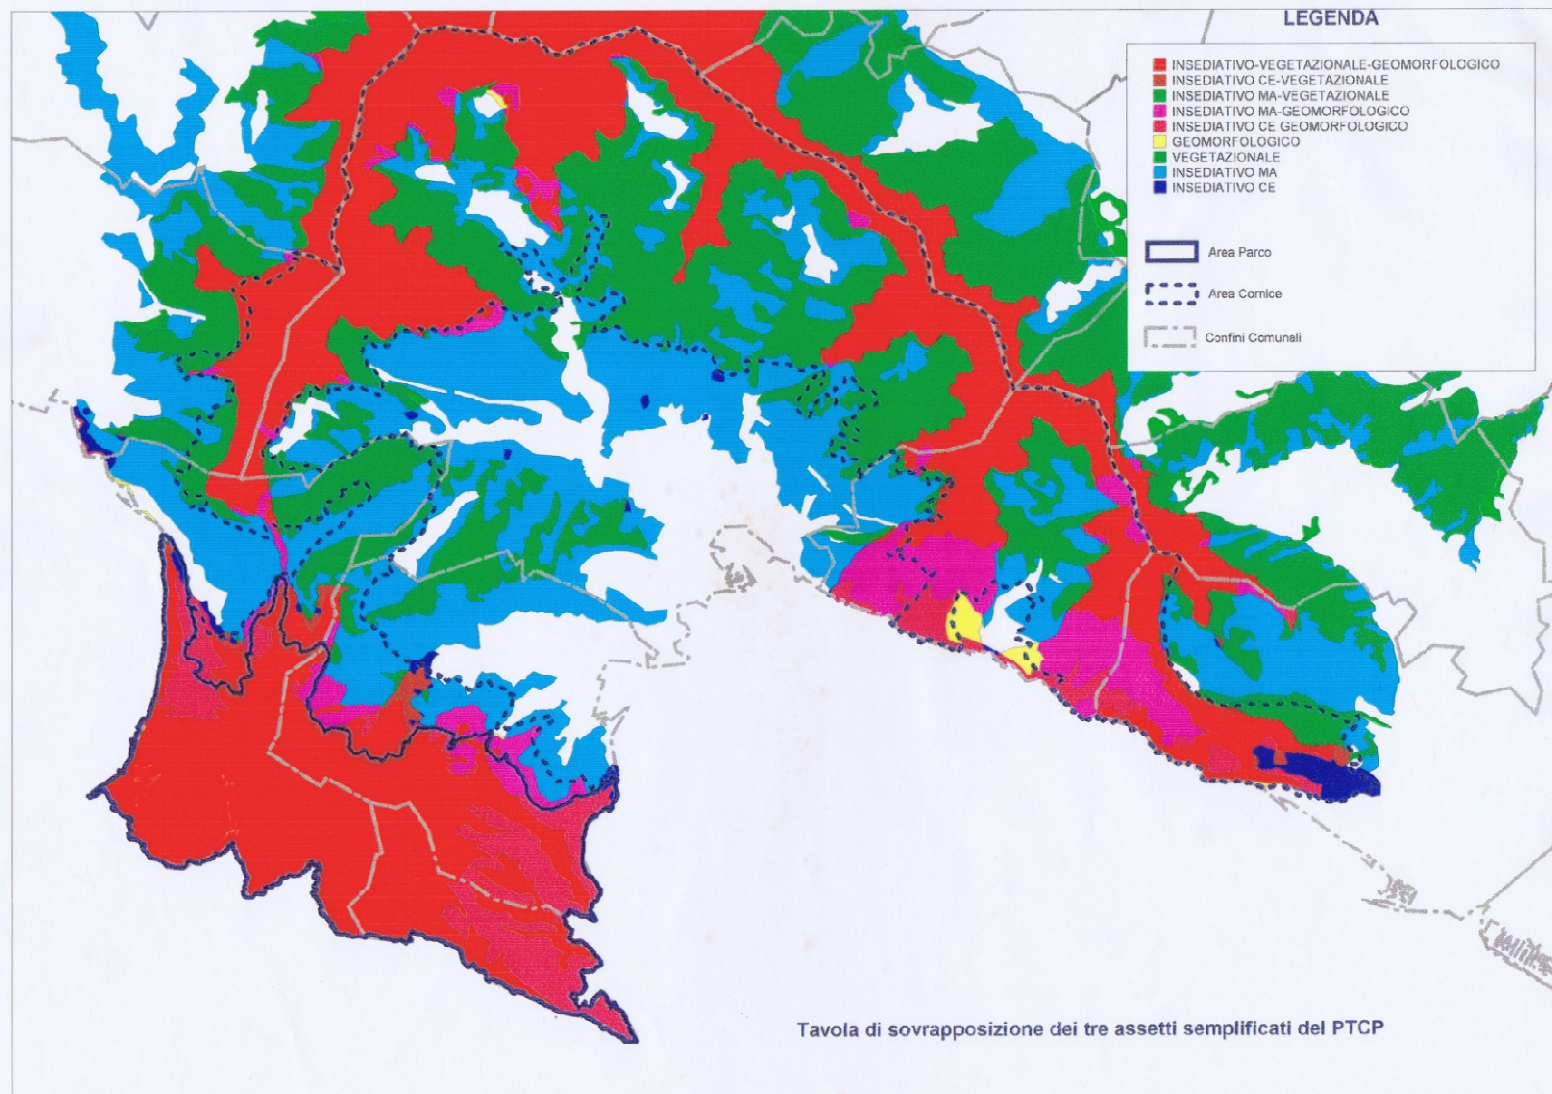 LEGENDA
INSEDIATIVO-VEGETAZIONALE-GEOMORFOLOGICO
INSEDIATIVO CE-VEGETAZIONALE
INSEDIATIVO MA-VEGETAZIONALE
INSEDIATIVO MA-GEOMORFOLOGICO
INSEDIATIVO CE GEOMORFOLOGICO
GEOMORFOLOGICO
VEGETAZIONALE
INSEDIATIVO MA
INSEDIATIVO CE
Area Parco
Area Cornice
Confini Comunali
Tavola di sovrapposizione dei tre assetti semplificati del PTCP